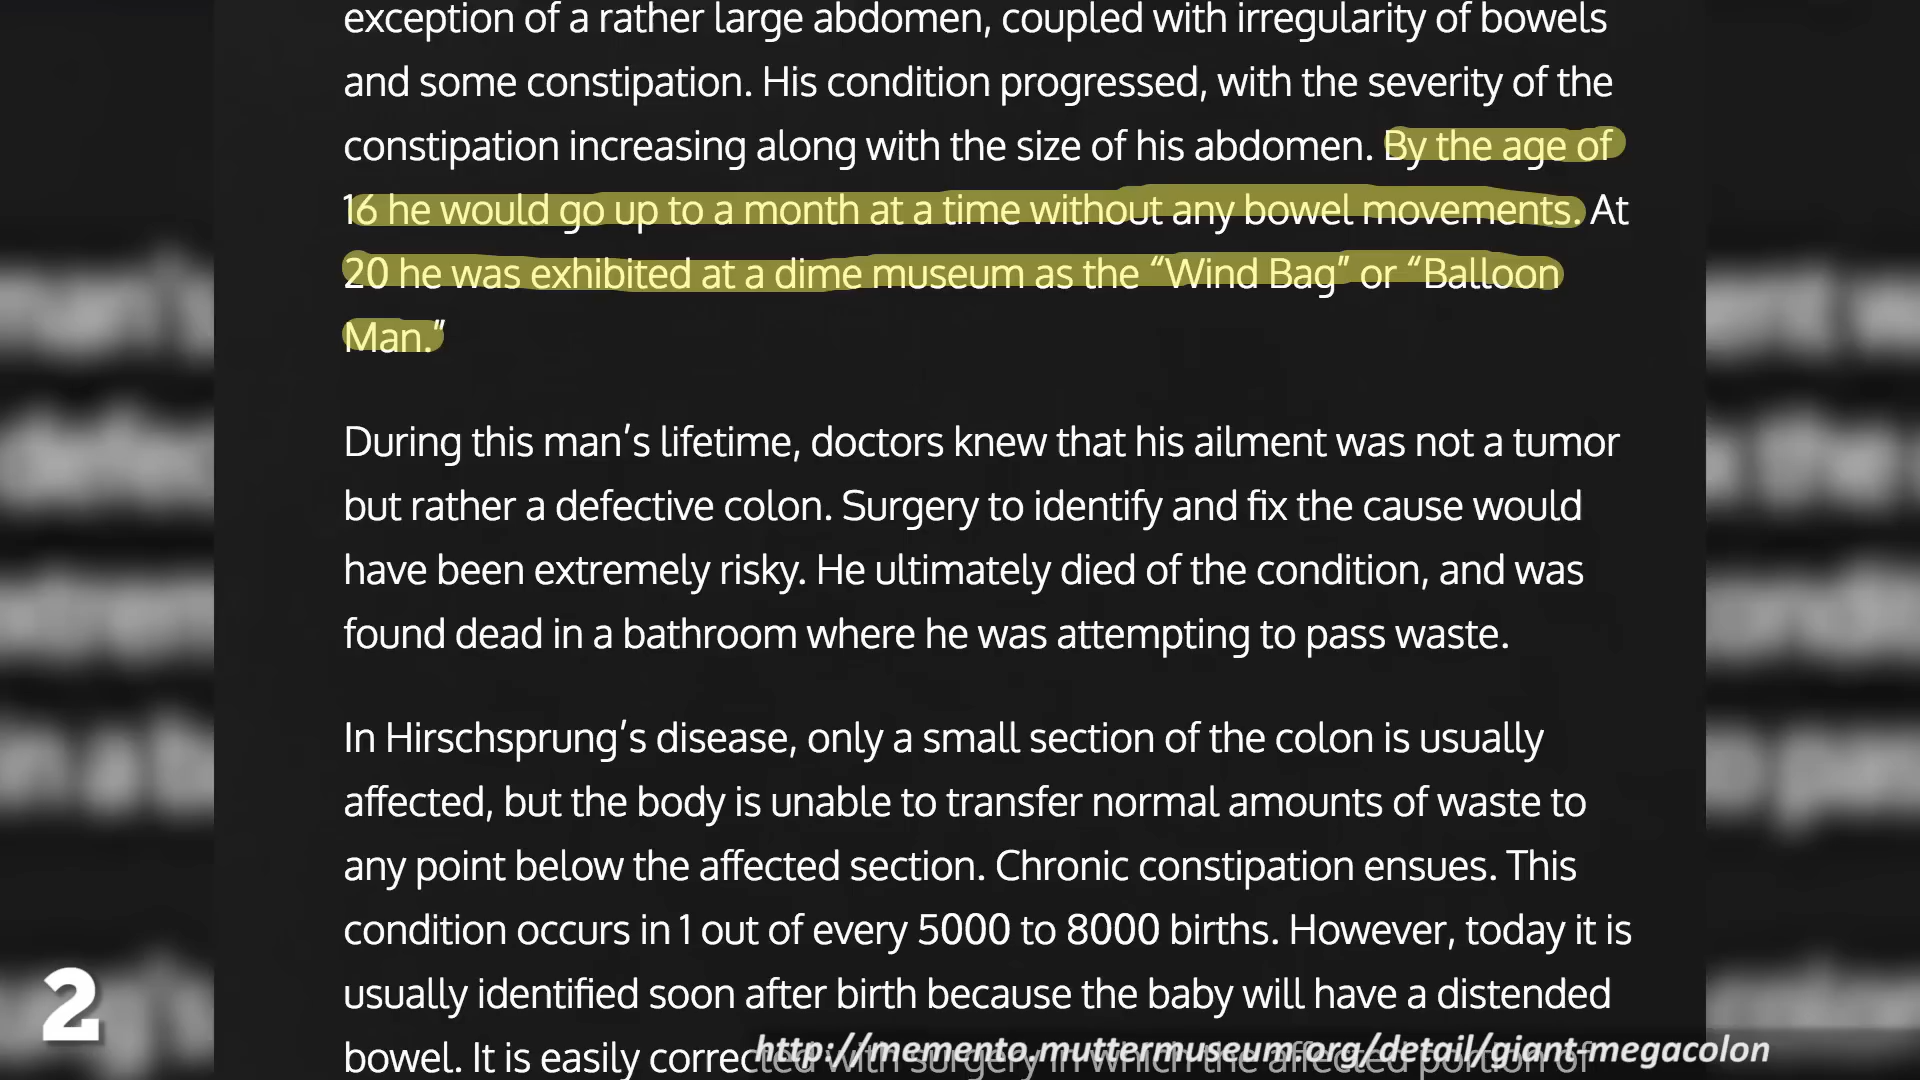 exception of a rather large abdomen, coupled with irregularity of bowels
and some constipation. His condition progressed, with the severity of the
constipation increasing along with the size of his abdomen. By the age of
16 he would go up to a month at a time without any bowel movements. At
20 he was exhibited at a dime museum as the “Wind Bag” or “Balloon
Man.”
During this man’s lifetime, doctors knew that his ailment was not a tumor
but rather a defective colon. Surgery to identify and fix the cause would
have been extremely risky. He ultimately died of the condition, and was
found dead in a bathroom where he was attempting to pass waste.
In Hirschsprung’s disease, only a small section of the colon is usually
affected, but the body is unable to transfer normal amounts of waste to
any point below the affected section. Chronic constipation ensues. This
condition occurs in 1 out of every 5000 to 8000 births. However, today it is
usually identified soon after birth because the baby will have a distended
bowel. It is easily corrected with surgery in which the affected portion of
http://memento.muttermuseum.org/detail/giant-megacolon
2